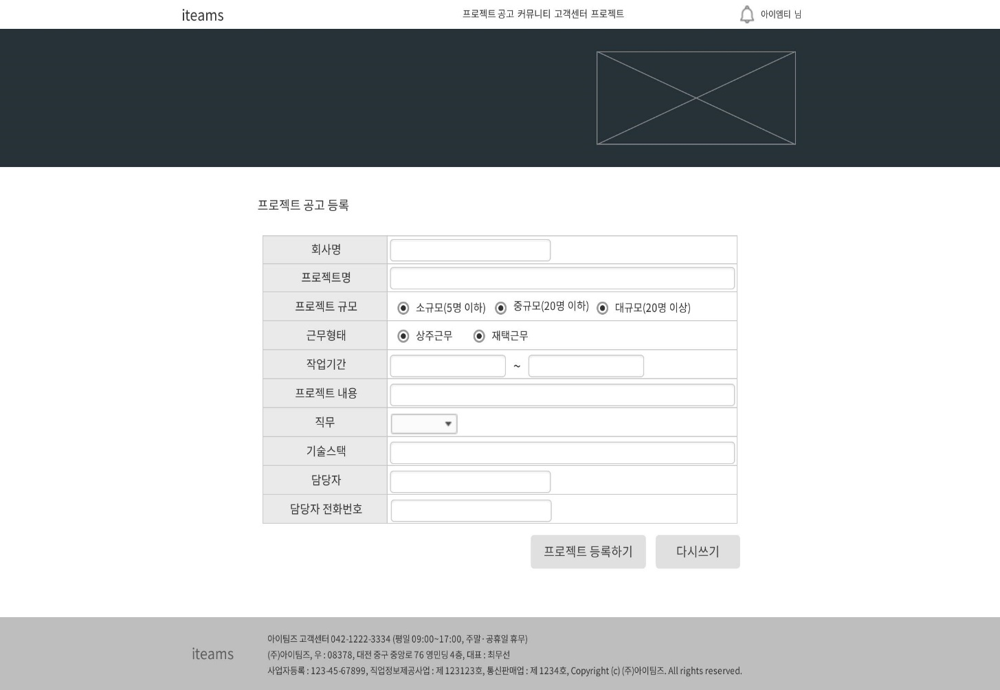 iteams
프로젝트 공고 커뮤니티 고객센터 프로젝트
아이엠티 님
프로젝트 공고 등록
회사명
프로젝트명
프로젝트 규모
소규모(5명 이하)
중규모(20명 이하)
대규모(20명 이상)
근무형태
상주근무
재택근무
작업기간
~
프로젝트 내용
직무
기술스택
담당자
담당자 전화번호
프로젝트 등록하기
다시쓰기
iteams
아이팀즈 고객센터 042-1222-3334 (평일 09:00~17:00, 주말·공휴일 휴무)
(주)아이팀즈, 우 : 08378, 대전 중구 중앙로 76 영민딩 4층, 대표 : 최무선
사업자등록 : 123-45-67899, 직업정보제공사업 : 제 123123호, 통신판매업 : 제 1234호, Copyright (c) (주)아이팀즈. All rights reserved.